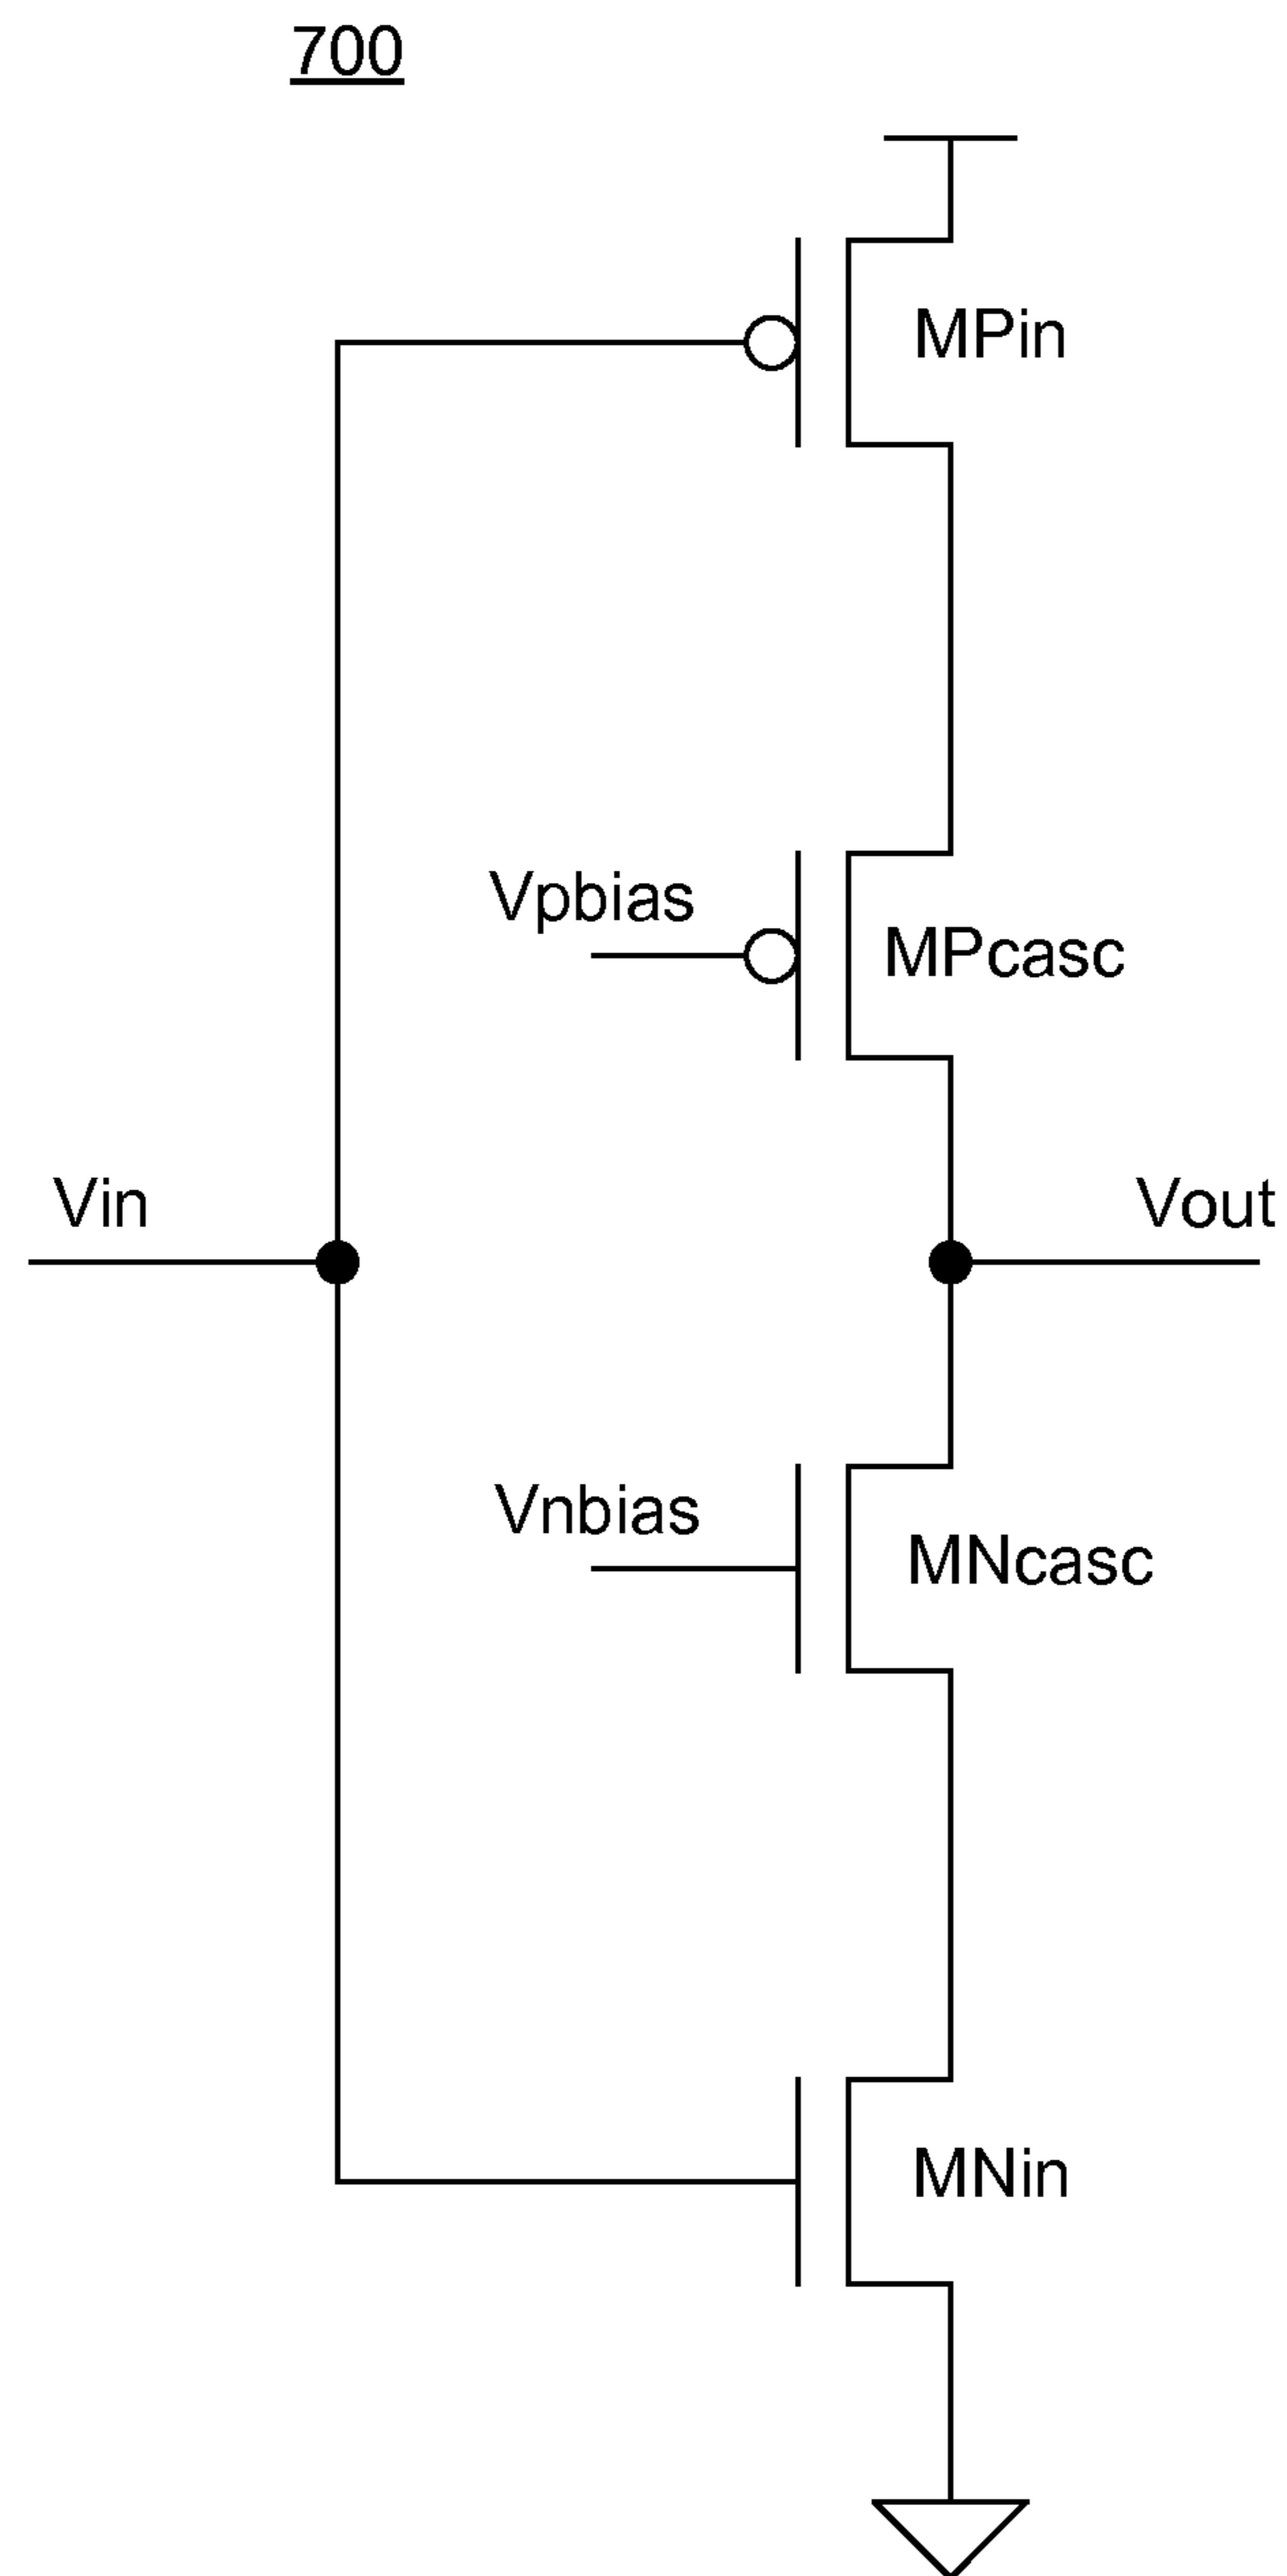 700
MPin
Vpbias
MPcasc
Vin
Vout
Vnbias
MNcasc
MNin